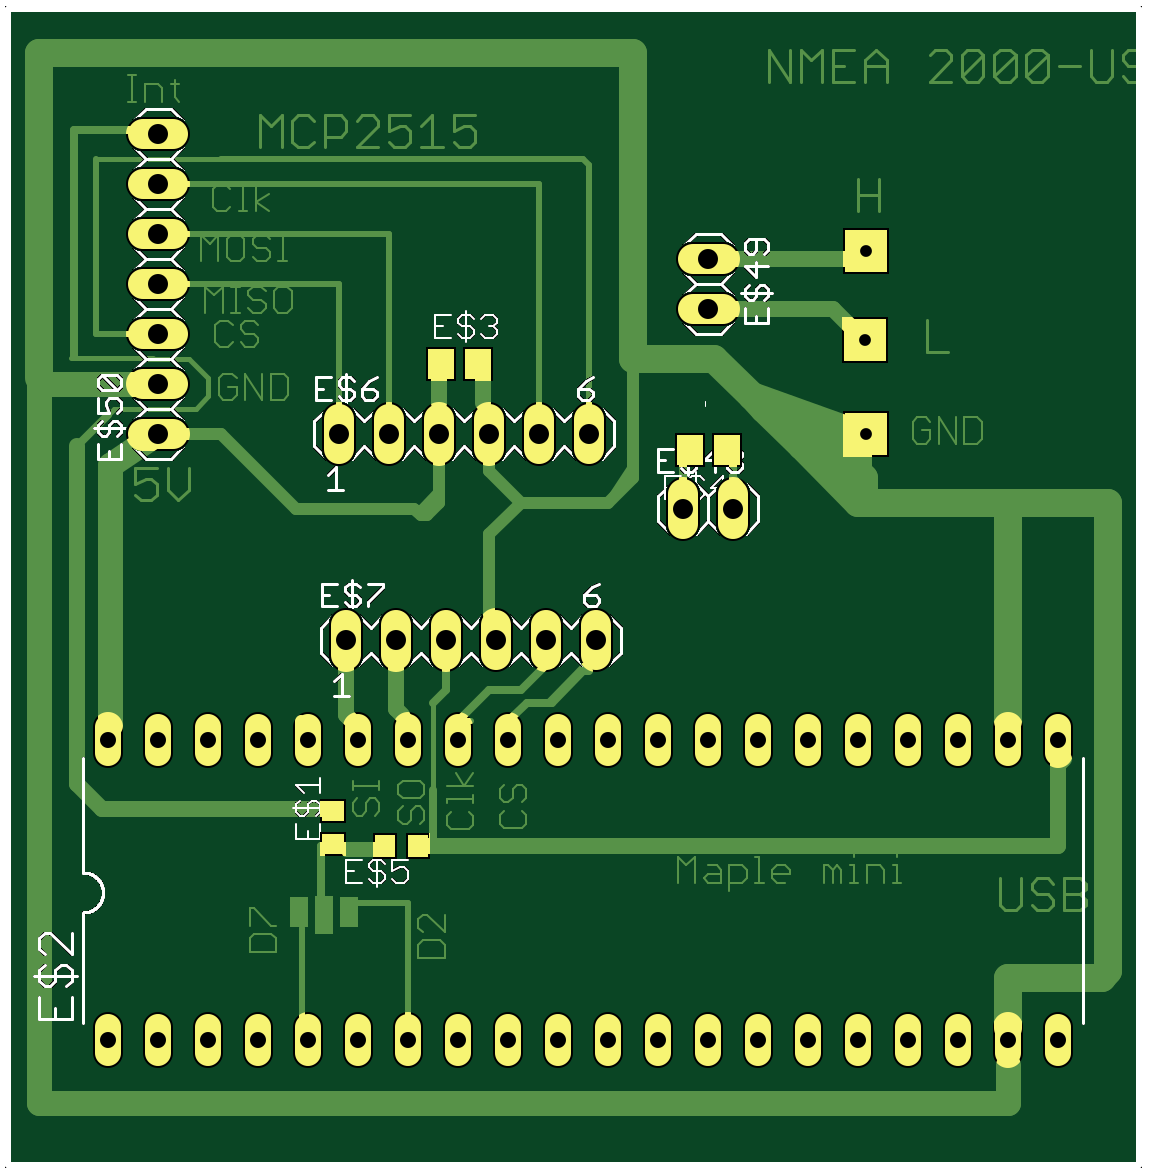 NMEA 2000-US
Int
MCP2515
H
Clk
MOSI
E$49
MISO
E$3
CS
L
GND
E$6
6
E$50
GND
5V
1
E$7
6
1
E$1
SI
SO
Clk
CS
E$5
Maple mini
USB
D7
D2
E$2